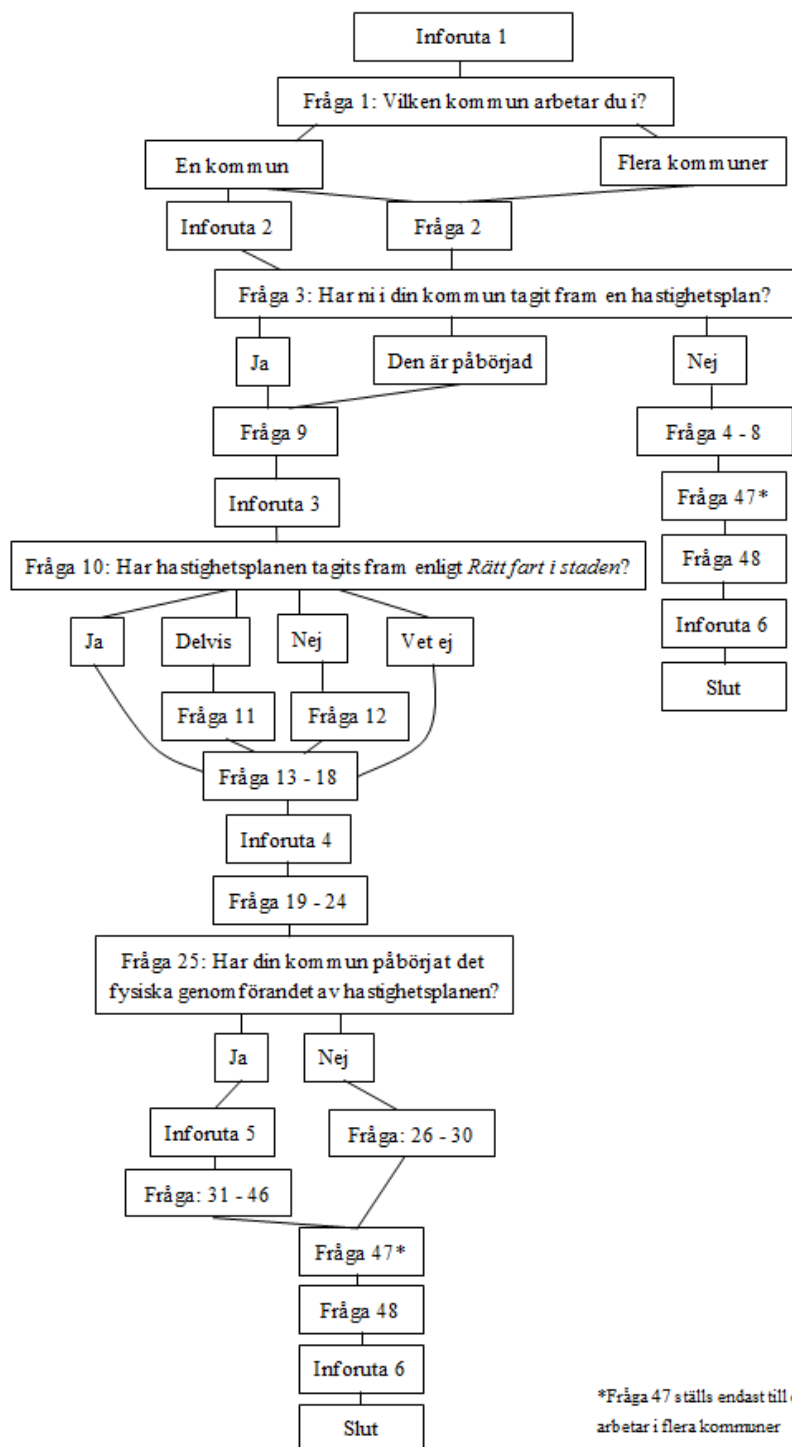 Inforuta 1
Fråga 1: Vilken kommun arbetar du i?
En kommun
Flera kommuner
Inforuta 2
Fråga 2
Fråga 3: Har ni i din kommun tagit fram en hastighetsplan?
Ja
Den är påbörjad
Nej
Fråga 9
Fråga 4 - 8
Inforuta 3
Fråga 47*
Fråga 10: Har hastighetsplanen tagits fram enligt Rätt fart i staden?
Fråga 48
Ja
Delvis
Nej
Vet ej
Inforuta 6
Slut
Fråga 11
Fråga 12
Fråga 13 - 18
Inforuta 4
Fråga 19 - 24
Fråga 25: Har din kommun påbörjat det
fysiska genomförandet av hastighetsplanen?
Ja
Nej
Inforuta 5
Fråga: 26 - 30
Fråga: 31 - 46
Fråga 47*
Fråga 48
Inforuta 6
Slut
*Fråga 47 ställs endast till
arbetar i flera kommuner